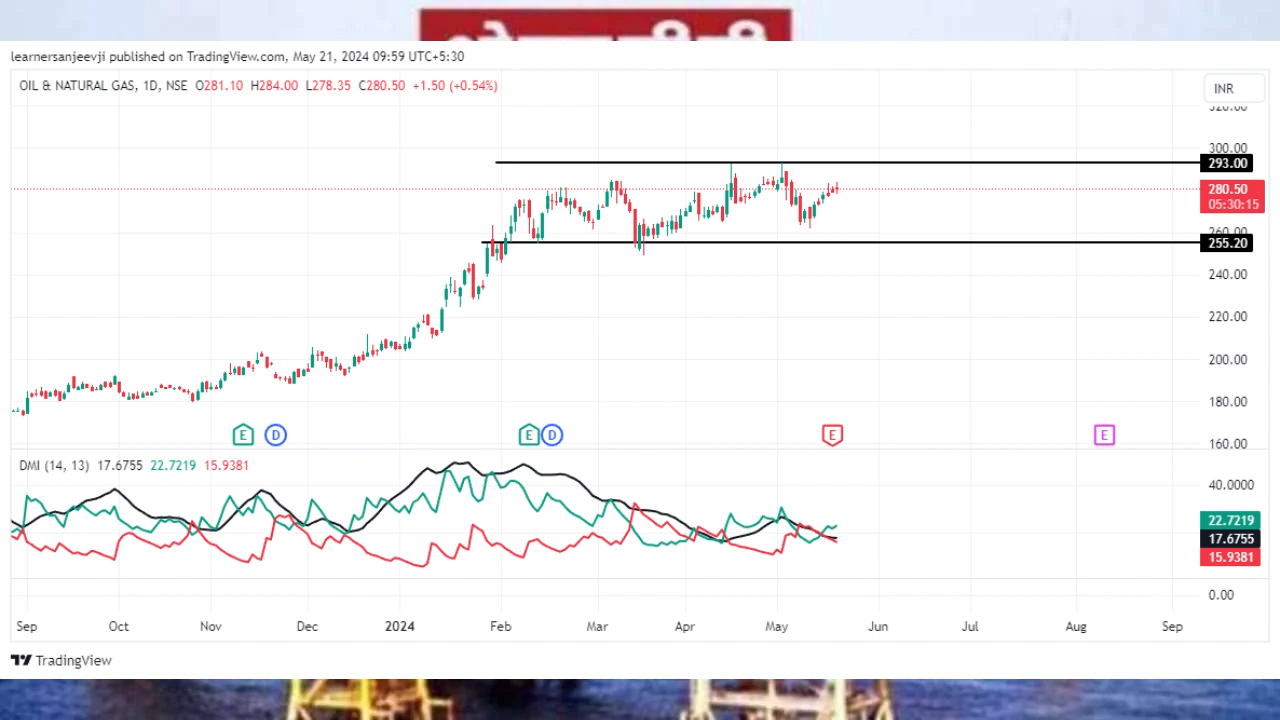 learnersanjeevji published on TradingView.com, May 21, 2024 09:59 UTC+5:30
OIL & NATURAL GAS, 1D, NSE O281.10 H284.00 L278.35 C280.50 +1.50 (+0.54%)
INR
320.00
300.00
293.00
280.50
05:30:15
260.00
255.20
240.00
220.00
200.00
180.00
160.00
E
D
E
D
E
E
DMI (14, 13) 17.6755 22.7219 15.9381
40.0000
22.7219
17.6755
15.9381
0.00
Sep Oct Nov Dec 2024 Feb Mar Apr May Jun Jul Aug Sep
TradingView